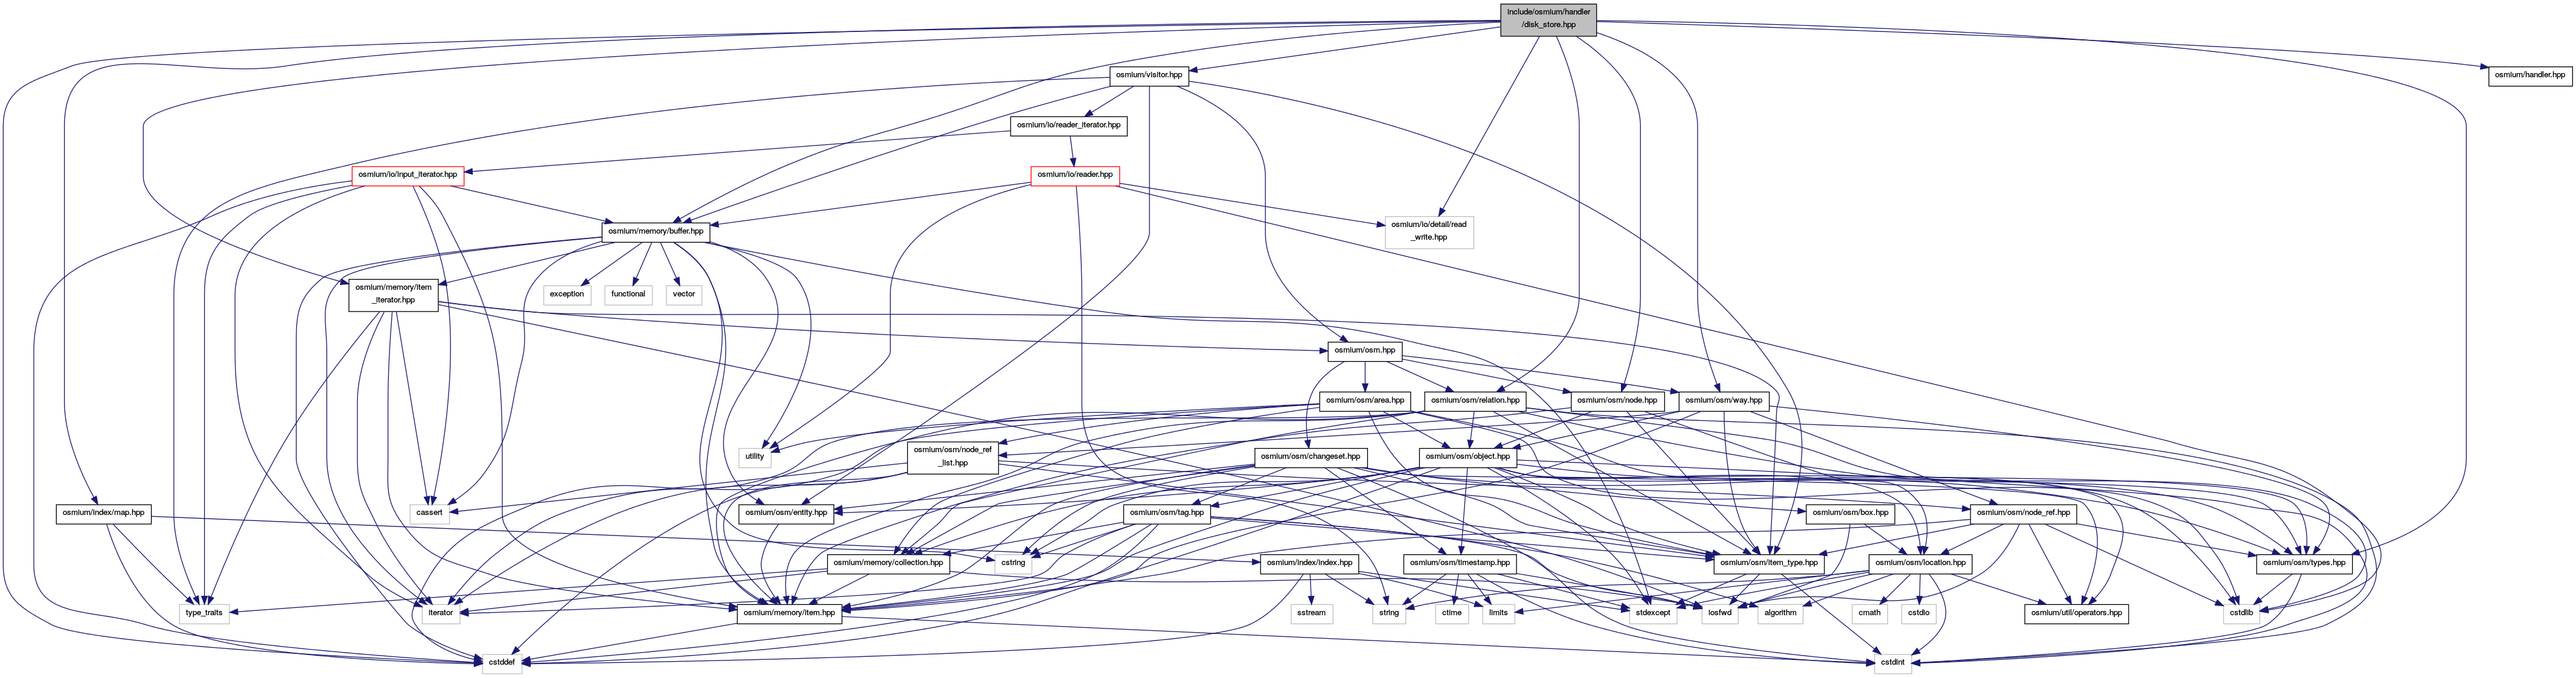 include/osmium/handler
/disk_store.hpp
osmium/visitor.hpp
osmium/handler.hpp
osmium/io/reader_iterator.hpp
osmium/io/input_iterator.hpp
osmium/io/reader.hpp
osmium/memory/buffer.hpp
osmium/io/detail/read
_write.hpp
osmium/memory/item
_iterator.hpp
exception
functional
vector
osmium/osm.hpp
osmium/osm/area.hpp
osmium/osm/relation.hpp
osmium/osm/node.hpp
osmium/osm/way.hpp
utility
osmium/osm/node_ref
_list.hpp
osmium/osm/changeset.hpp
osmium/osm/object.hpp
osmium/index/map.hpp
cassert
osmium/osm/entity.hpp
osmium/osm/tag.hpp
osmium/osm/box.hpp
osmium/osm/node_ref.hpp
osmium/memory/collection.hpp
cstring
osmium/index/index.hpp
osmium/osm/timestamp.hpp
osmium/osm/item_type.hpp
osmium/osm/location.hpp
osmium/osm/types.hpp
type_traits
iterator
osmium/memory/item.hpp
sstream
string
ctime
limits
stdexcept
iosfwd
algorithm
cmath
cstdio
osmium/util/operators.hpp
cstdlib
cstddef
cstdint